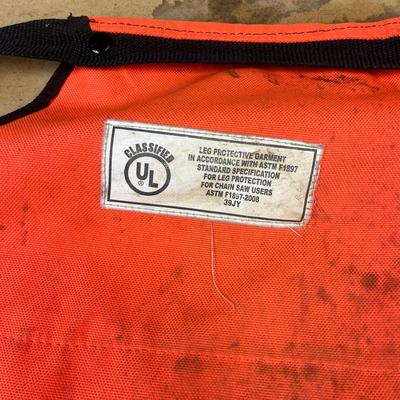 CLASSIFIED
UL
®
LEG PROTECTIVE GARMENT
IN ACCORDANCE WITH ASTM F1897
STANDARD SPECIFICATION
FOR LEG PROTECTION
FOR CHAIN SAW USERS
ASTM F1897-2008
39JY